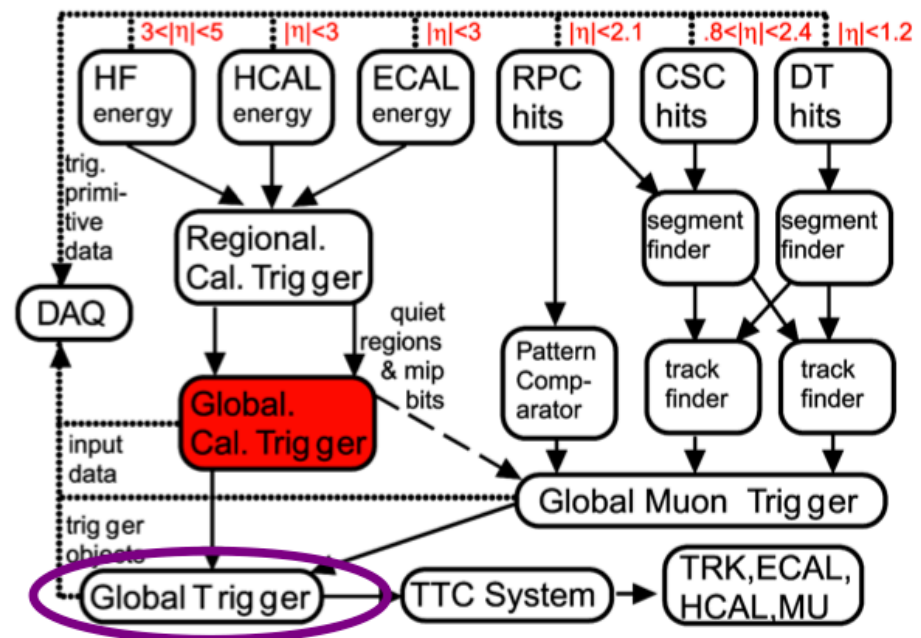 3<|η|<5
|η|<3
|η|<3
|η|<2.1
.8<|η|<2.4
|η|<1.2
HF
energy
HCAL
energy
ECAL
energy
RPC
hits
CSC
hits
DT
hits
trig.
primi-
tive
data
Regional.
Cal. Trigger
segment
finder
segment
finder
DAQ
quiet
regions
& mip
bits
Pattern
Comp-
arator
track
finder
track
finder
Global.
Cal. Trigger
input
data
Global Muon Trigger
trigger
objects
Global Trigger
TTC System
TRK,ECAL,
HCAL,MU